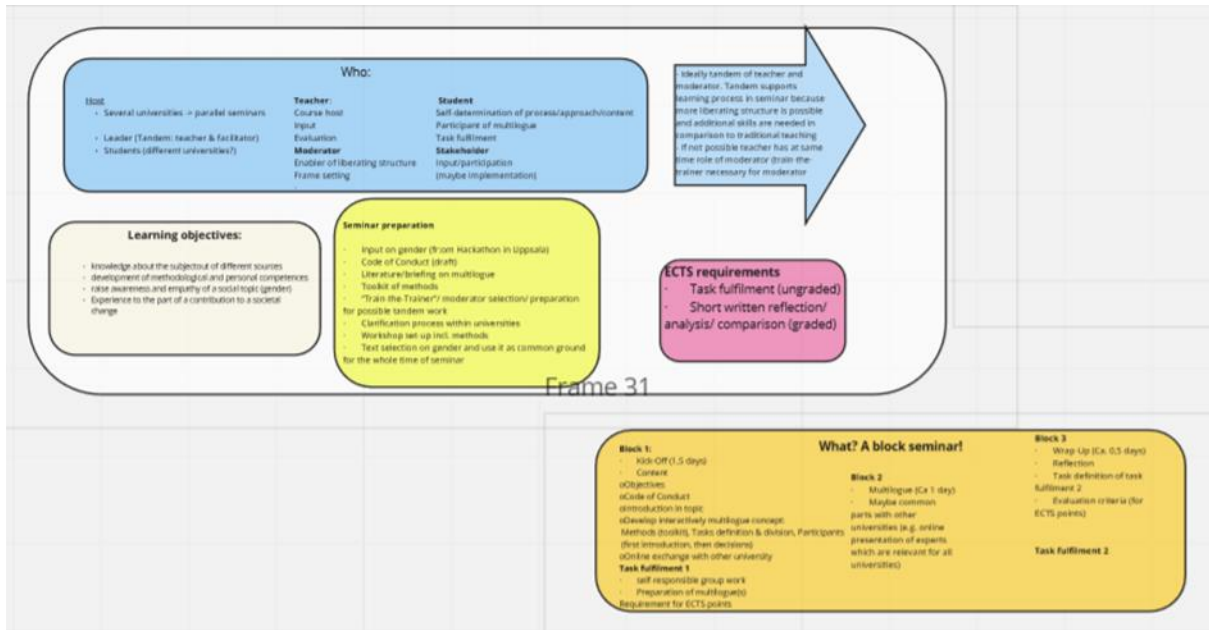 Who:
Host
· Several universities -> parallel seminars
· Leader (Tandem: teacher & facilitator)
· Students (different universities?)
Teacher:
Course host
Input
Evaluation
Moderator
Enabler of liberating structure
Frame setting
Student
Self-determination of process/approach/content
Participant of multilogue
Task fulfilment
Stakeholder
Input/participation
(maybe implementation)
- Ideally tandem of teacher and
moderator. Tandem supports
learning process in seminar because
more liberating structure is possible
and additional skills are needed in
comparison to traditional teaching
- If not possible teacher has at same
time role of moderator (train-the-
trainer necessary for moderator
Learning objectives:
· knowledge about the subjectout of different sources
· development of methodological and personal competences
· raise awareness and empathy of a social topic (gender)
· Experience to the part of a contribution to a societal
change
Seminar preparation
· Input on gender (fr:om Hackathon in Uppsala)
· Code of Conduct (draft)
· Literature/briefing on multilogue
· Toolkit of methods
· "Train-the-Trainer"/ moderator selection/ preparation
for possible tandem work
· Clarification process within universities
· Workshop set up incl. methods
· Text selection on gender and use it as common ground
for the whole time of seminar
ECTS requirements
· Task fulfilment (ungraded)
· Short written reflection/
analysis/ comparison (graded)
Frame 31
What? A block seminar!
Block 1:
· Kick-Off (1,5 days)
· Content
oObjectives
oCode of Conduct
oIntroduction in topic
oDevelop interactively multilogue concept:
Methods (toolkit), Tasks definition & division, Participants
(first introduction, then decisions)
oOnline exchange with other university
Task fulfilment 1
· self responsible group work
· Preparation of multilogue(s)
Requirement for ECTS points
Block 2
· Multilogue (Ca 1 day)
· Maybe common
parts with other
universities (e.g. online
presentation of experts
which are relevant for all
universities)
Block 3
· Wrap-Up (Ca. 0,5 days)
· Reflection
· Task definition of task
fulfilment 2
· Evaluation criteria (for
ECTS points)
Task fulfilment 2